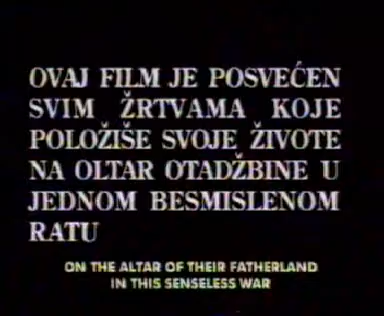 OVAJ FILM JE POSVEĆEN
SVIM ŽRTVAMA KOJE
POLOŽIŠE SVOJE ŽIVOTE
NA OLTAR OTADŽBINE U
JEDNOM BESMISLENOM
RATU
ON THE ALTAR OF THEIR FATHERLAND
IN THIS SENSELESS WAR